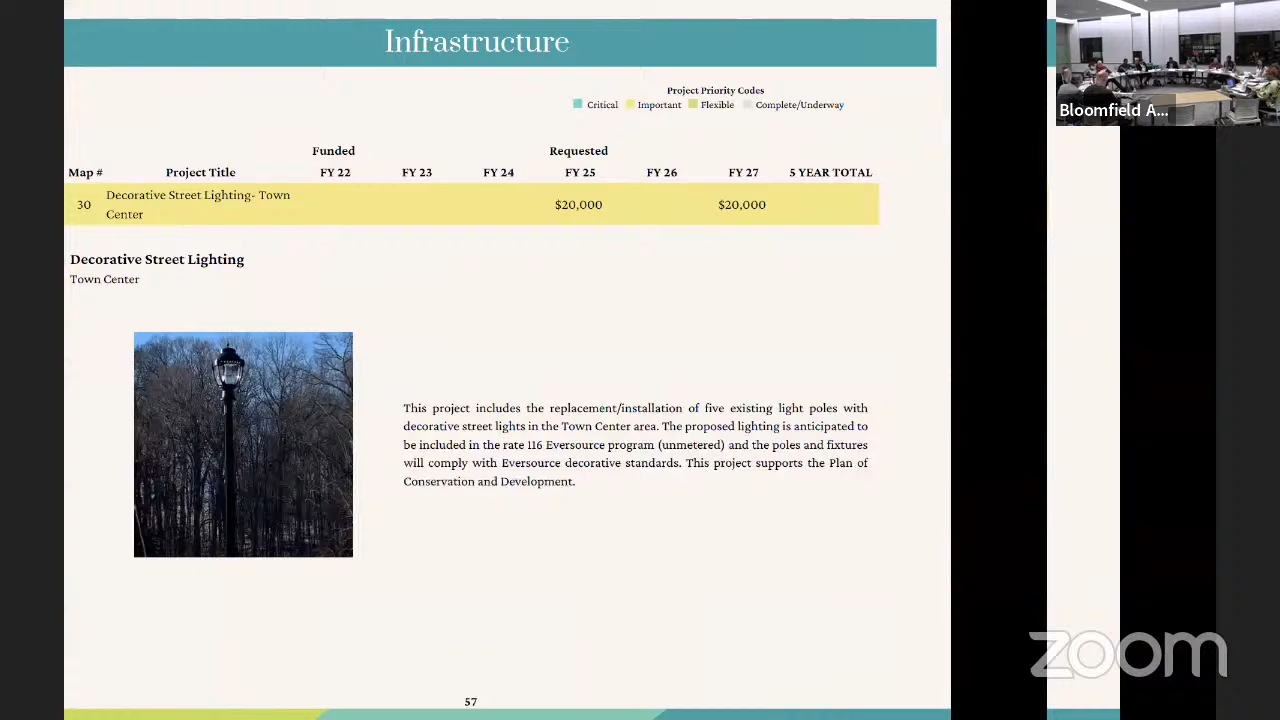 Infrastructure
Project Priority Codes
Critical Important Flexible Complete/Underway
Funded Requested
Map # Project Title FY 22 FY 23 FY 24 FY 25 FY 26 FY 27 5 YEAR TOTAL
30 Decorative Street Lighting- Town Center $20,000 $20,000
Decorative Street Lighting
Town Center
This project includes the replacement/installation of five existing light poles with
decorative street lights in the Town Center area. The proposed lighting is anticipated to
be included in the rate 116 Eversource program (unmetered) and the poles and fixtures
will comply with Eversource decorative standards. This project supports the Plan of
Conservation and Development.
57
Bloomfield A...
zoom